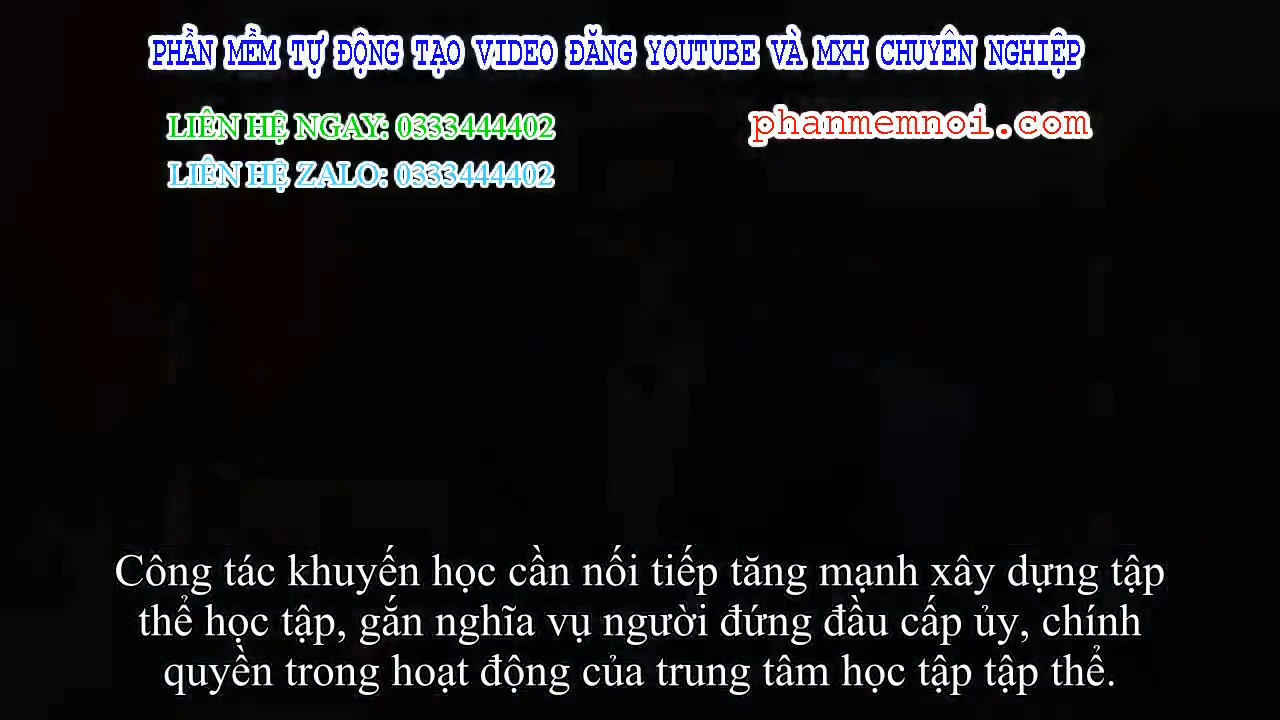 PHẦN MỀM TỰ ĐỘNG TẠO VIDEO ĐĂNG YOUTUBE VÀ MXH CHUYÊN NGHIỆP
LIÊN HỆ NGAY: 0333444402
phanmemnoi.com
LIÊN HỆ ZALO: 0333444402
Công tác khuyến học cần nối tiếp tăng mạnh xây dựng tập
thể học tập, gắn nghĩa vụ người đứng đầu cấp ủy, chính
quyền trong hoạt động của trung tâm học tập tập thể.